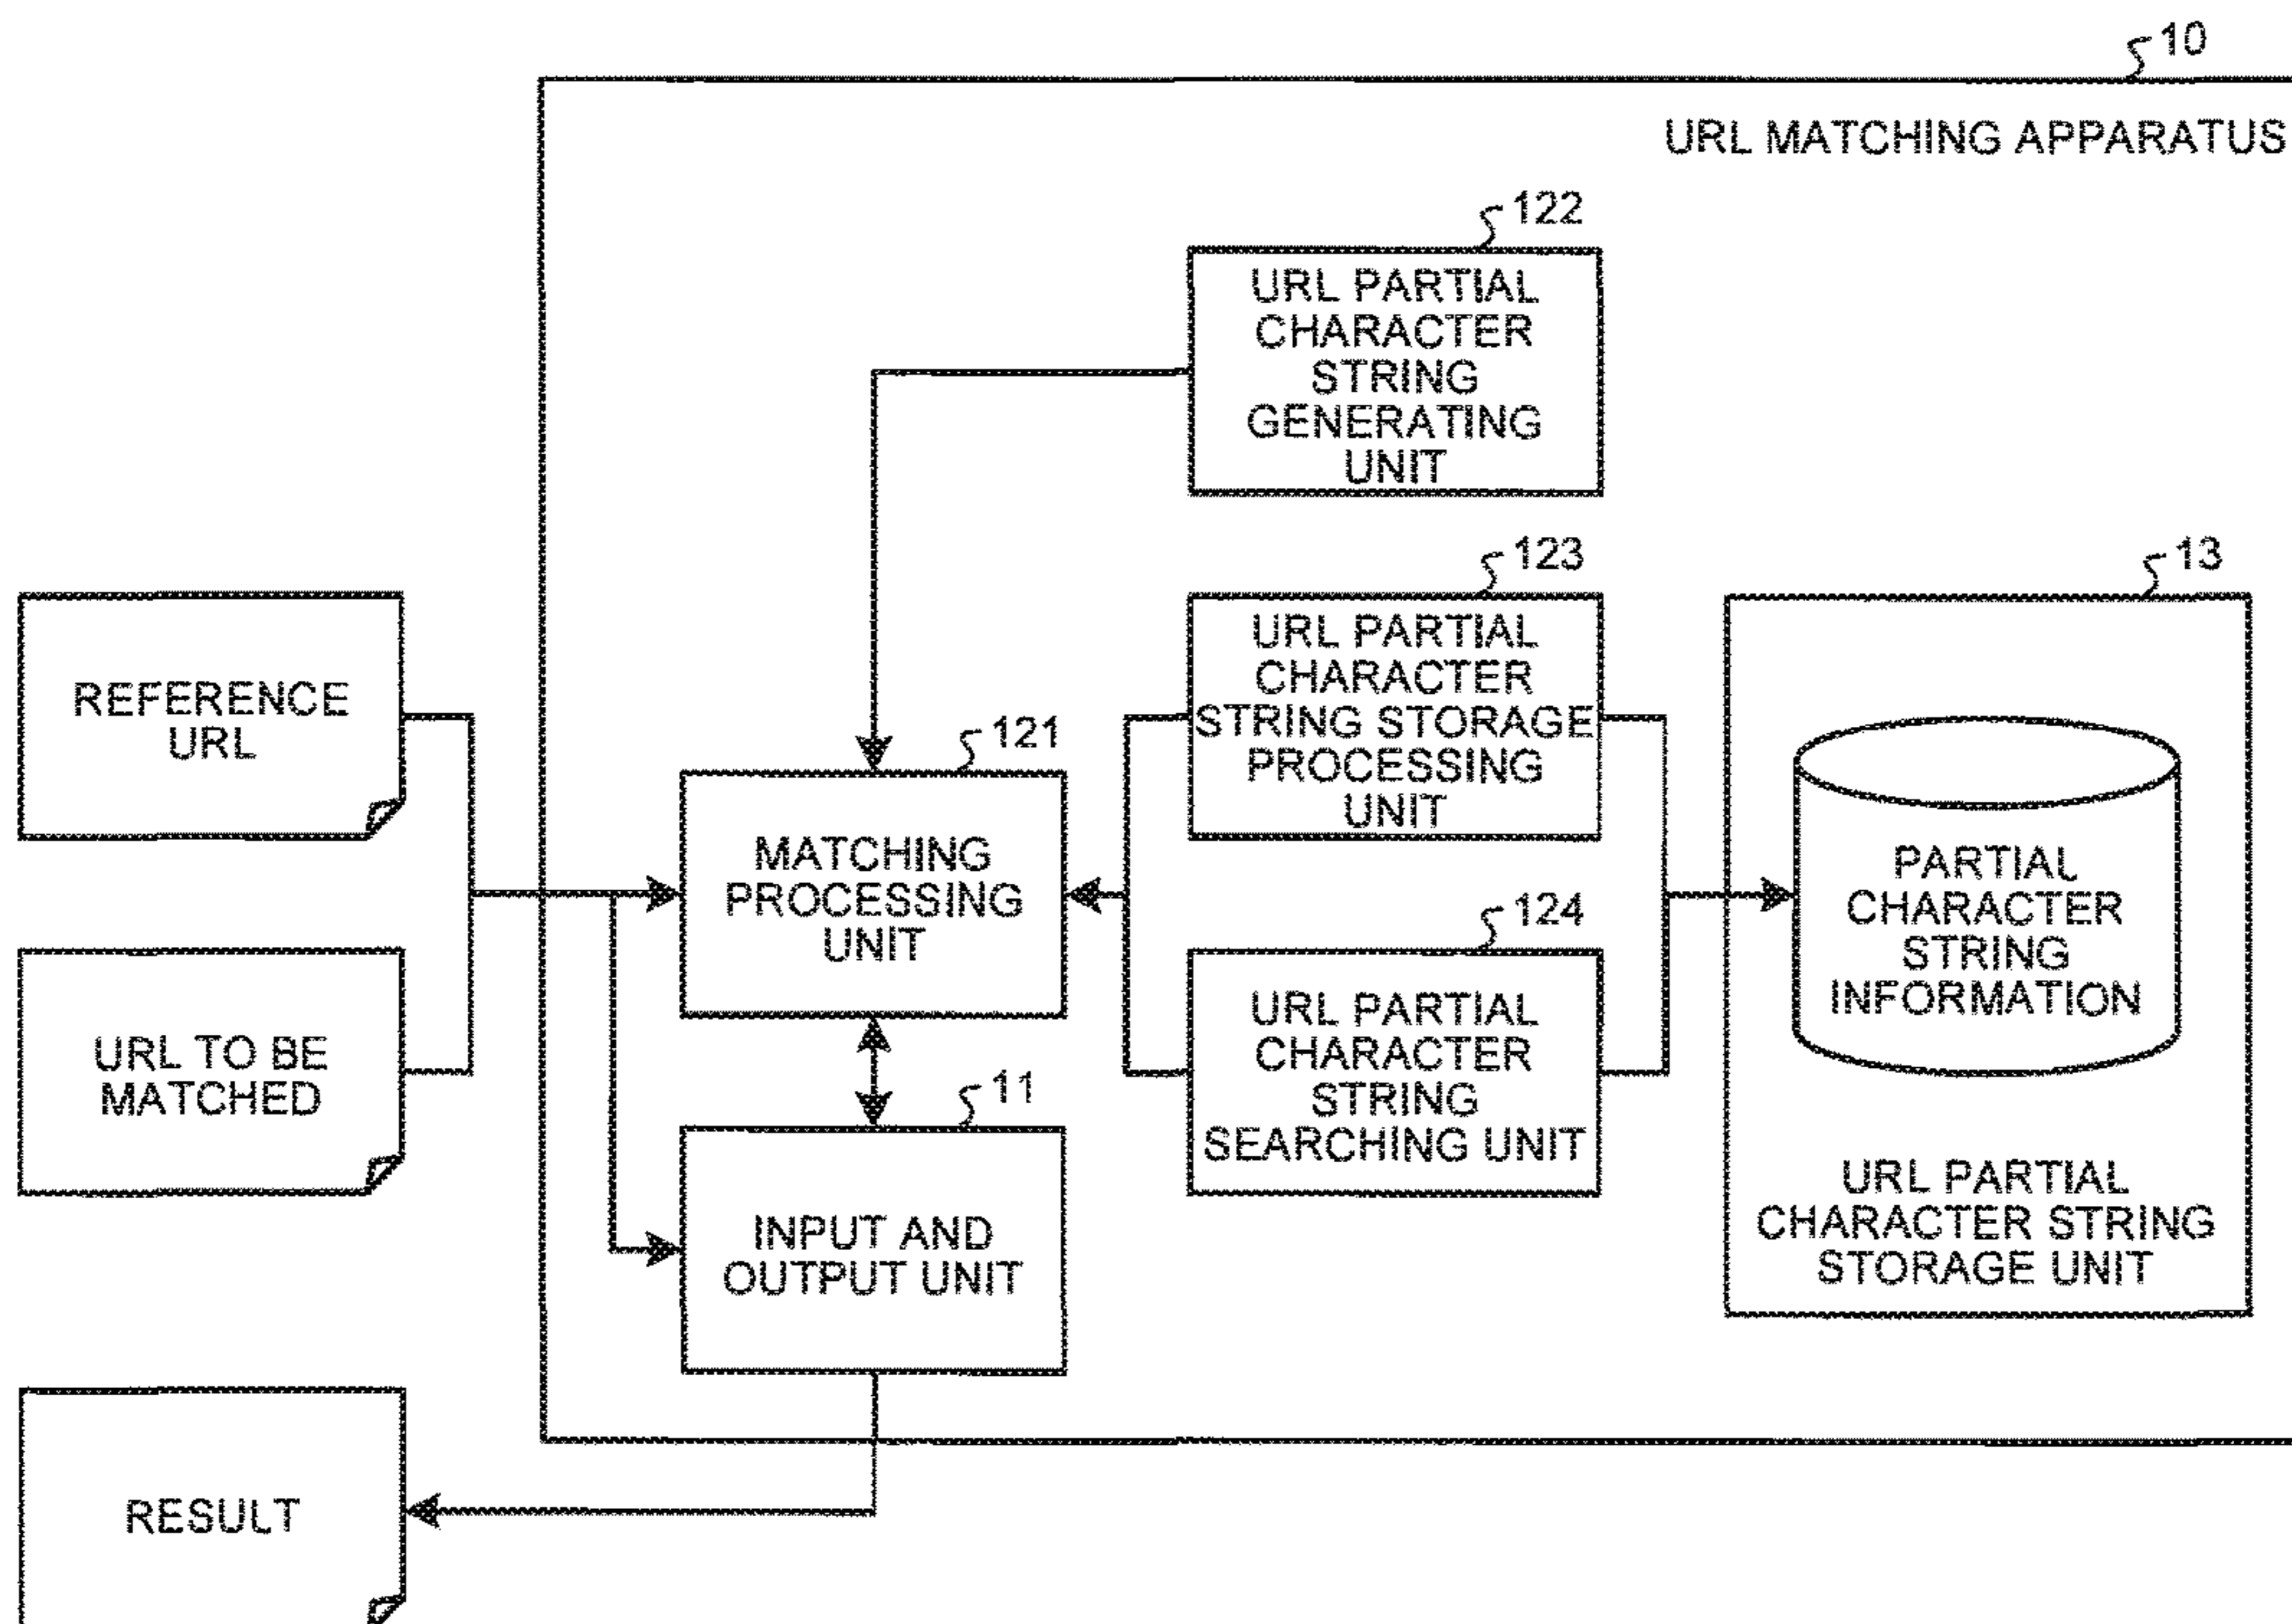 10
URL MATCHING APPARATUS
122
URL PARTIAL
CHARACTER
STRING
GENERATING
UNIT
123
URL PARTIAL
CHARACTER
STRING STORAGE
PROCESSING
UNIT
13
PARTIAL
CHARACTER
STRING
INFORMATION
URL PARTIAL
CHARACTER STRING
STORAGE UNIT
REFERENCE
URL
121
MATCHING
PROCESSING
UNIT
124
URL PARTIAL
CHARACTER
STRING
SEARCHING UNIT
URL TO BE
MATCHED
11
INPUT AND
OUTPUT UNIT
RESULT